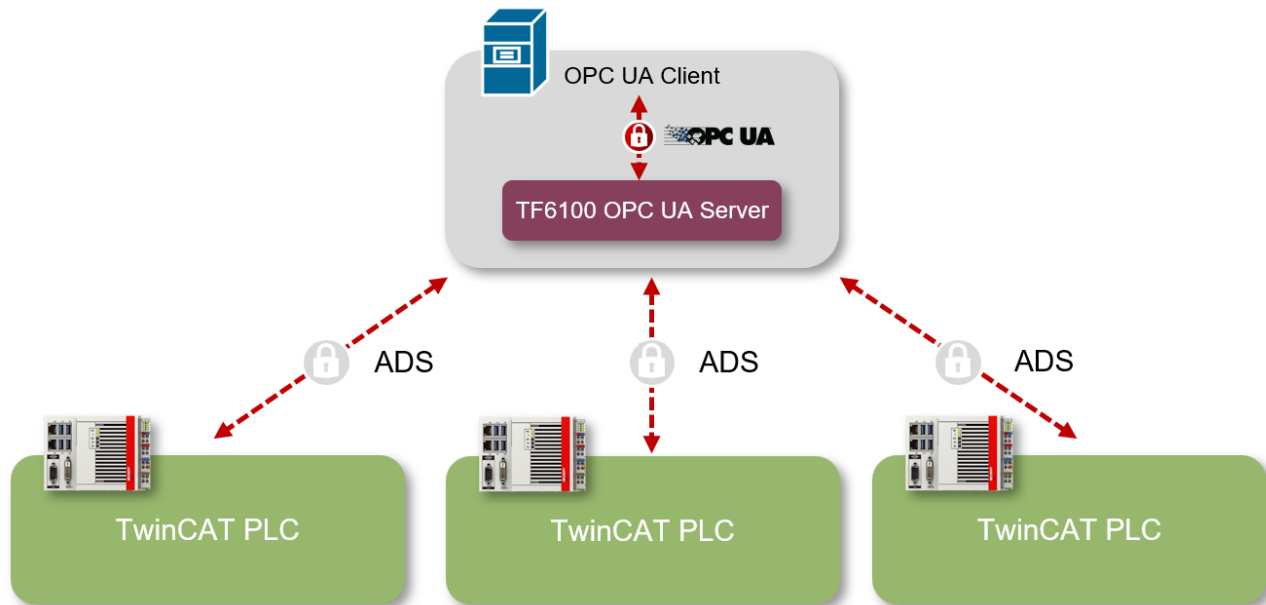 OPC UA Client
OPC UA
TF6100 OPC UA Server
ADS
ADS
ADS
TwinCAT PLC
TwinCAT PLC
TwinCAT PLC